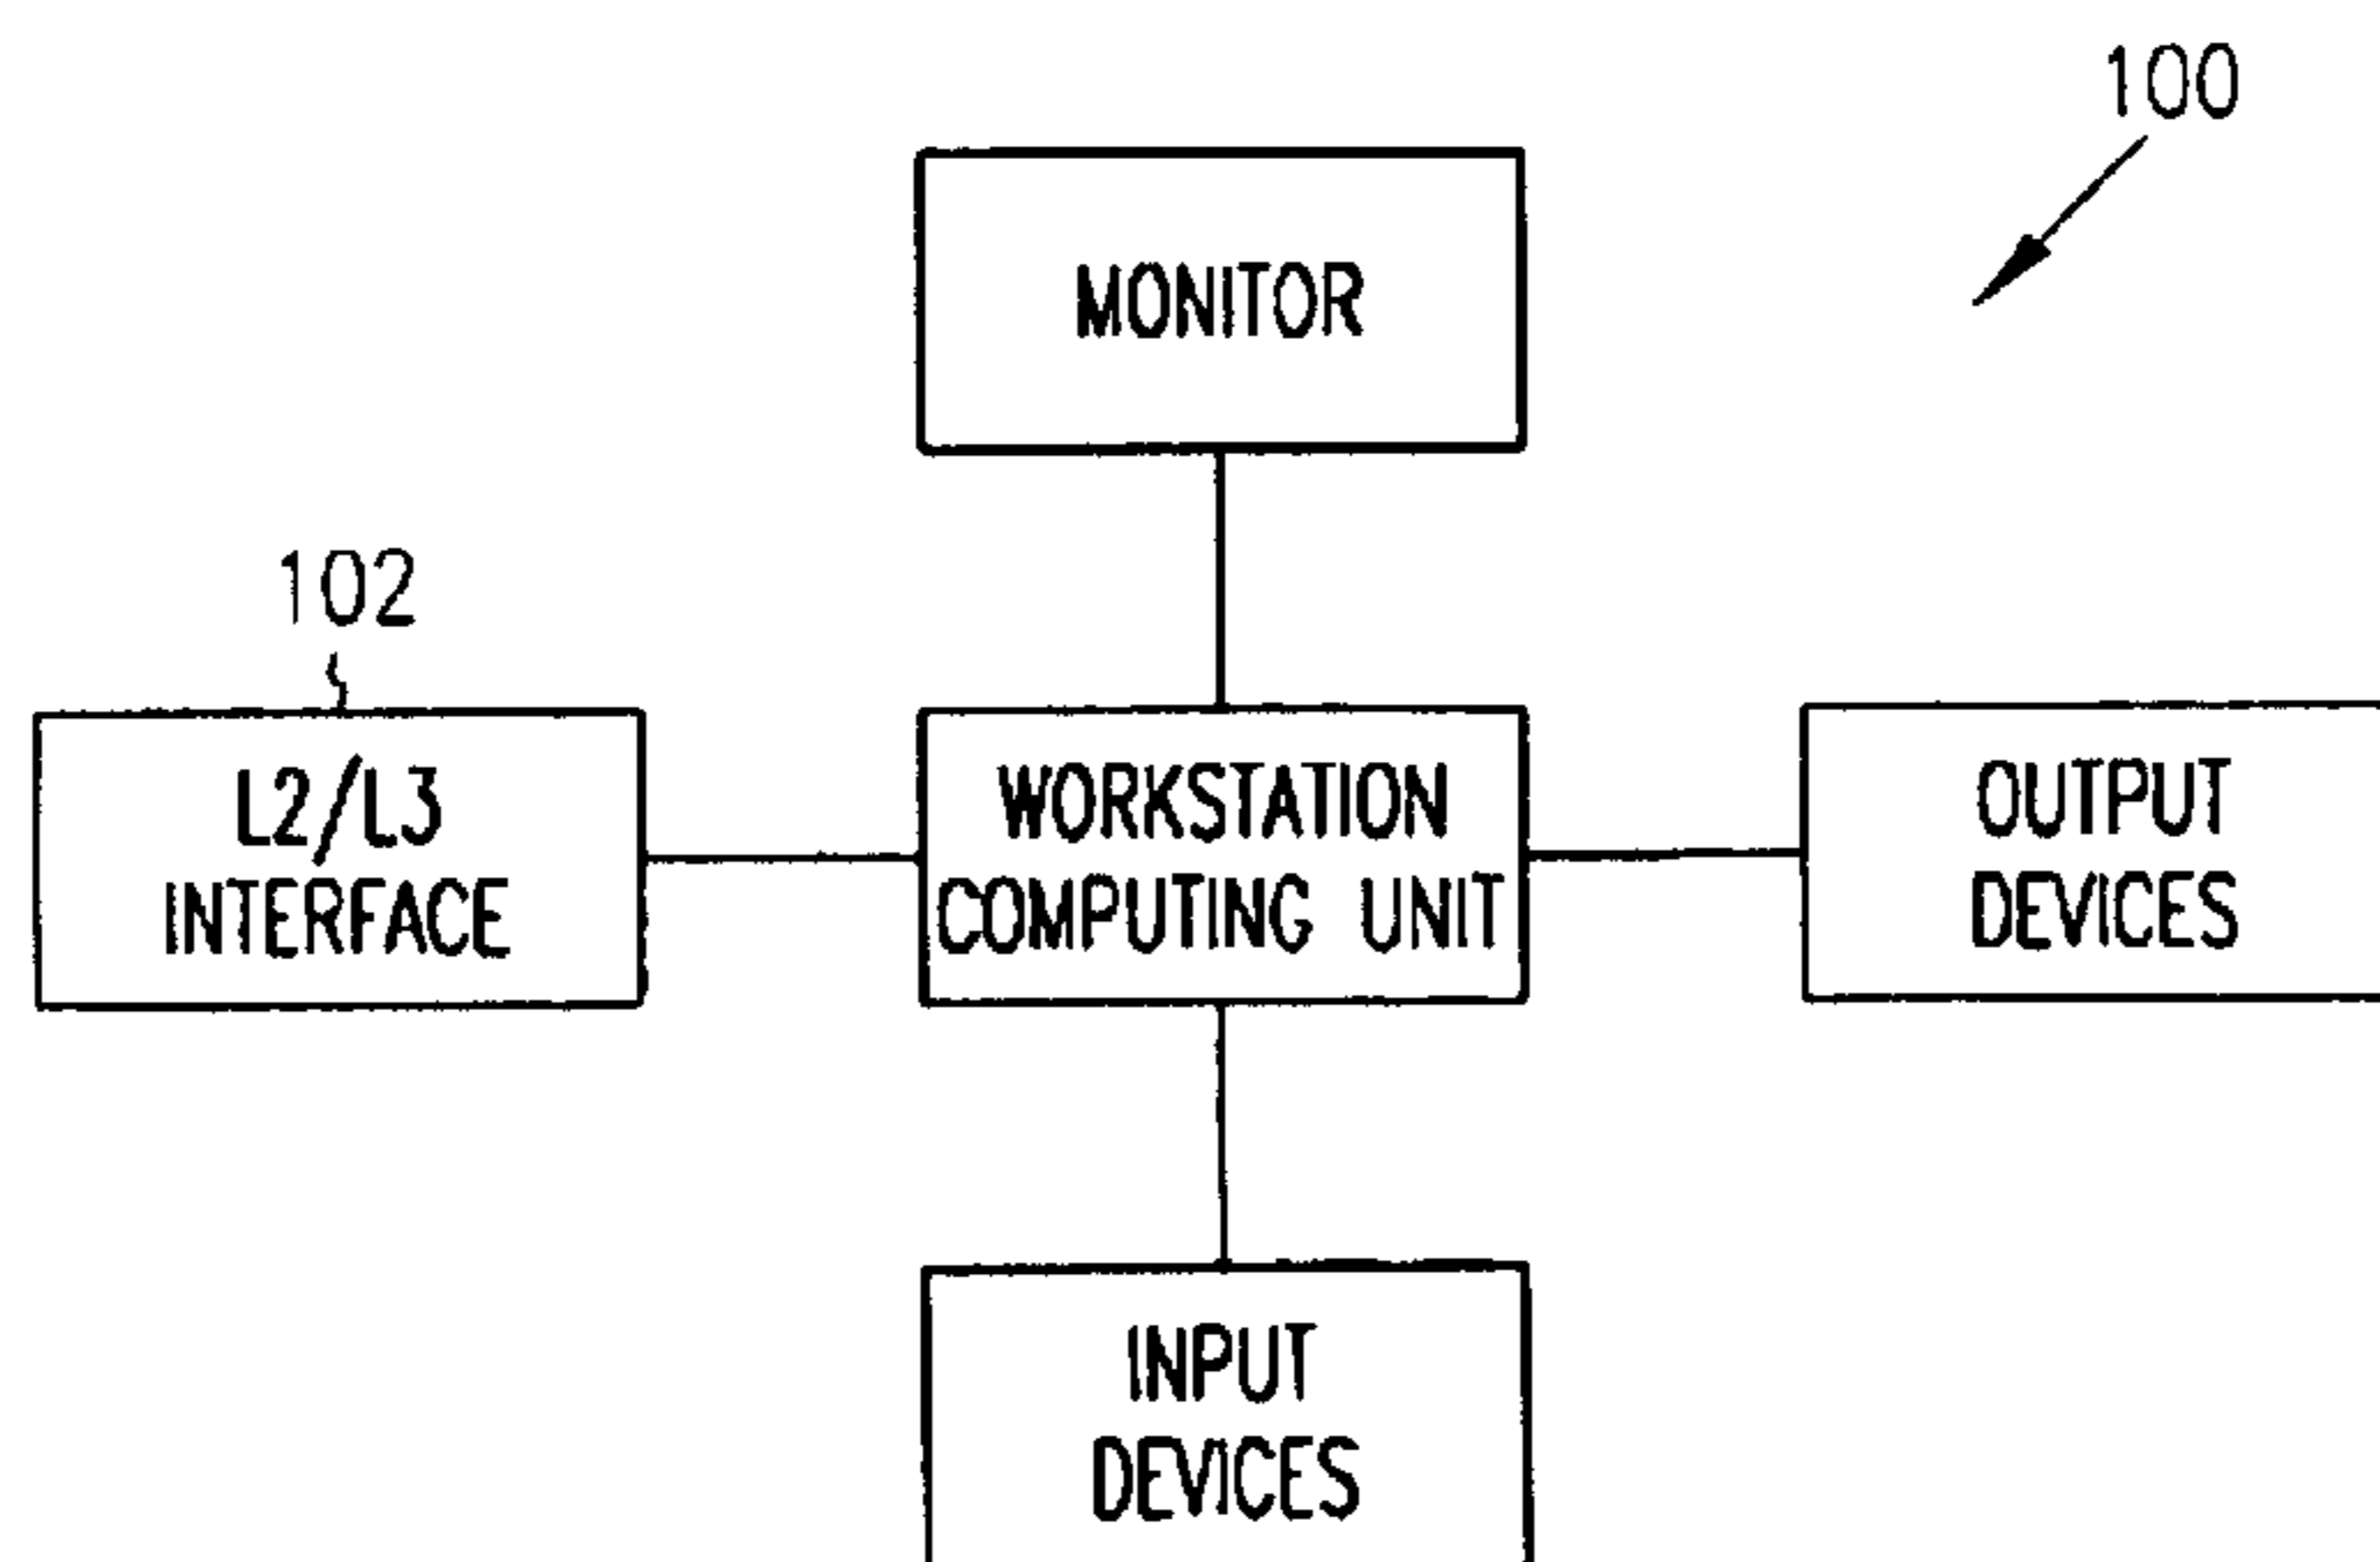 100
MONITOR
102
L2/L3
INTERFACE
WORKSTATION
COMPUTING UNIT
OUTPUT
DEVICES
INPUT
DEVICES